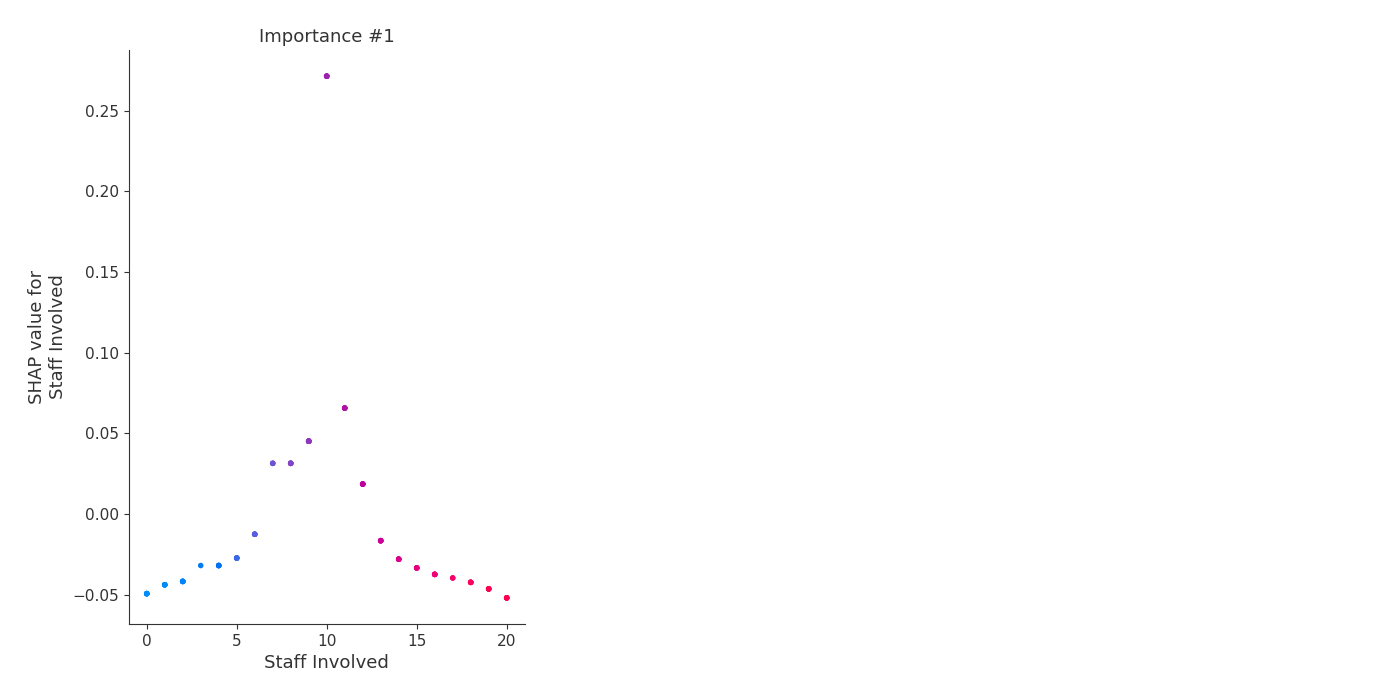 Importance #1
0.25
0.20
0.15
0.10
0.05
0.00
−0.05
SHAP value for
Staff Involved
0 5 10 15 20
Staff Involved